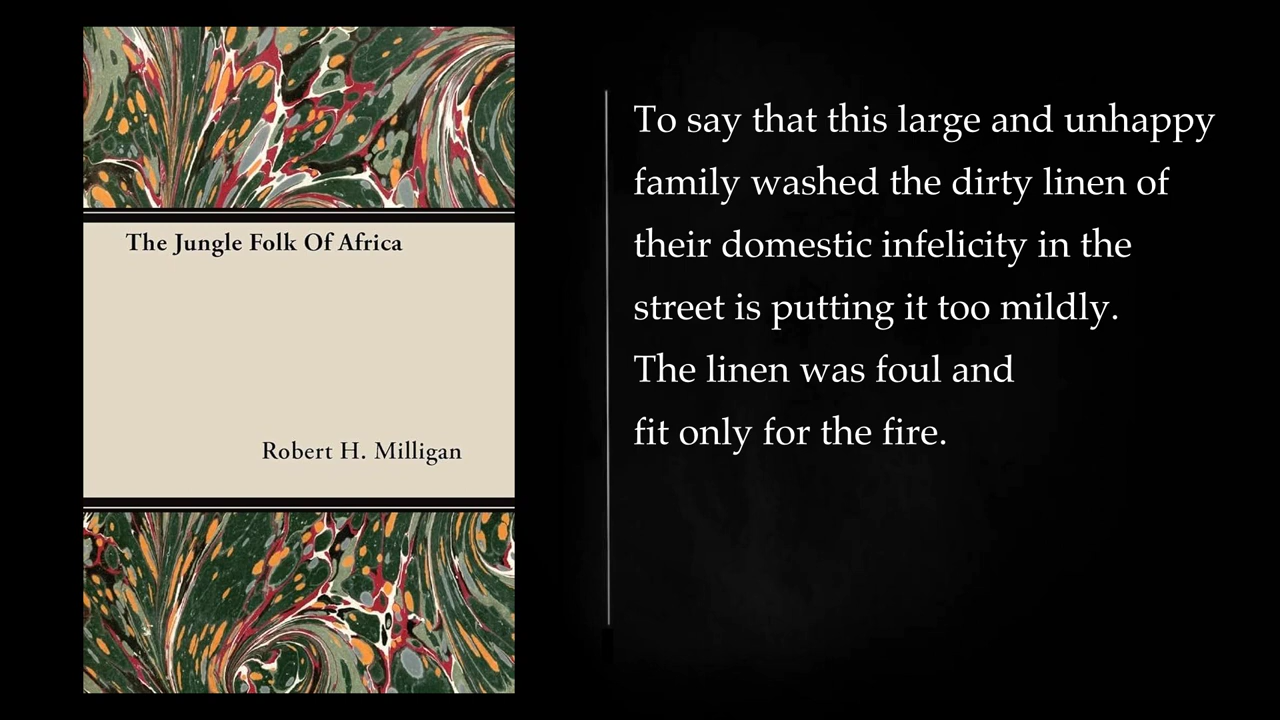 The Jungle Folk Of Africa
Robert H. Milligan
To say that this large and unhappy
family washed the dirty linen of
their domestic infelicity in the
street is putting it too mildly.
The linen was foul and
fit only for the fire.